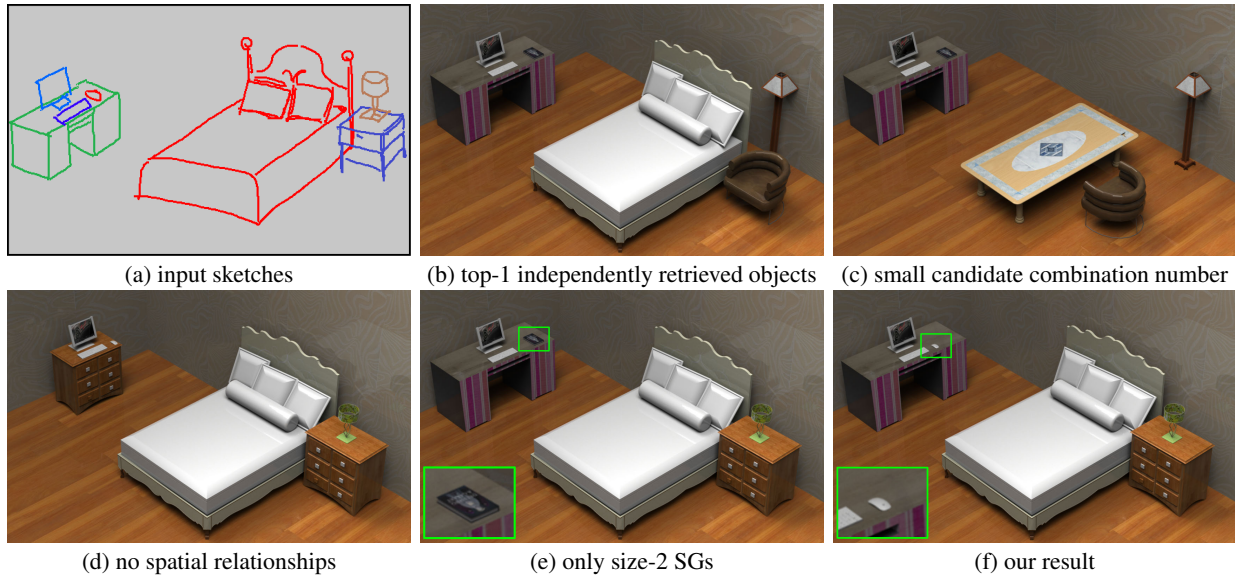 (a) input sketches
(b) top-1 independently retrieved objects
(c) small candidate combination number
(d) no spatial relationships
(e) only size-2 SGs
(f) our result